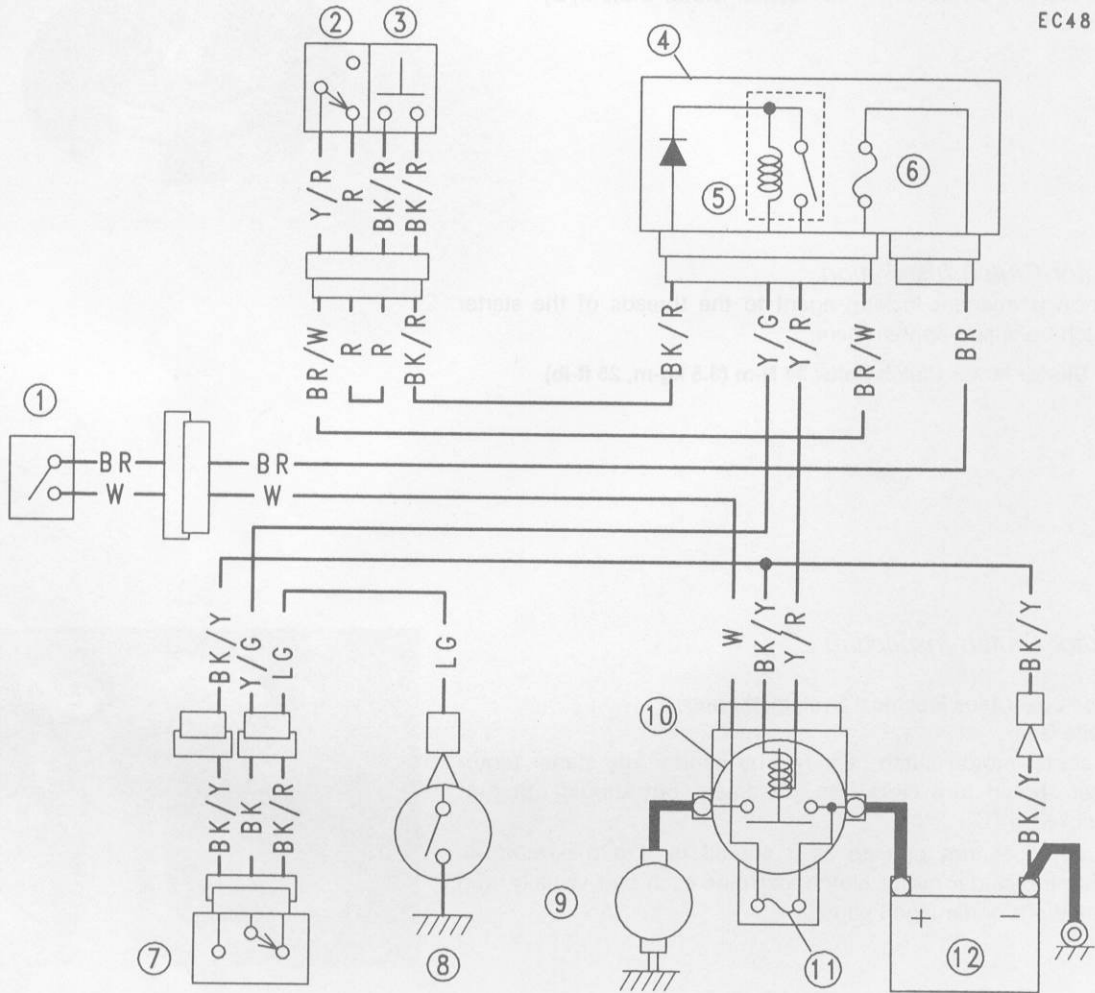 EC48
② ③
④
⑤ ⑥
Y/R R BK/R BK/R
BR/W R R BK/R
BK/R Y/G Y/R BR/W BR
①
BR BR
W W
BK/Y Y/G LG LG
W BK/Y Y/R BK/Y
⑩
BK/Y BK BK/R BK/Y
⑦ ⑧ ⑨ ⑪ ⑫
+ −